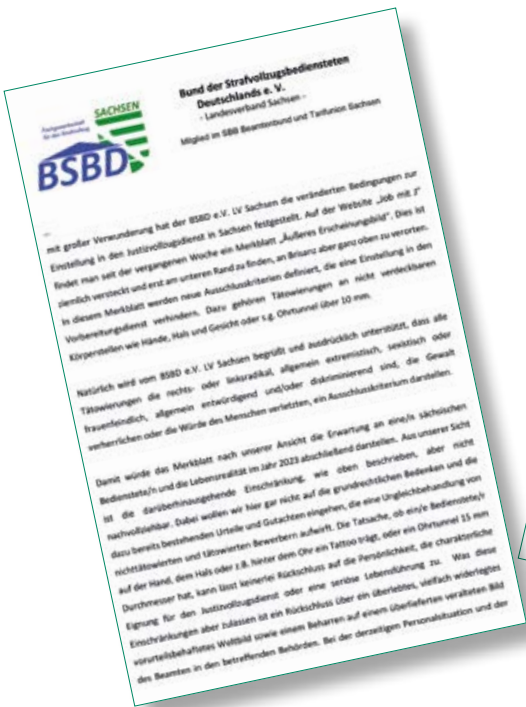 SACHSEN
Fachgewerkschaft
für den Strafvollzug
BSBD
Bund der Strafvollzugsbediensteten
Deutschlands e. V.
- Landesverband Sachsen -
Mitglied im SBB Beamtenbund und Tarifunion Sachsen
...
mit großer Verwunderung hat der BSBD e.V. LV Sachsen die veränderten Bedingungen zur
Einstellung in den Justizvollzugsdienst in Sachsen festgestellt. Auf der Website „Job mit J"
findet man seit der vergangenen Woche ein Merkblatt „Äußeres Erscheinungsbild". Dies ist
ziemlich versteckt und erst am unteren Rand zu finden, an Brisanz aber ganz oben zu verorten.
In diesem Merkblatt werden neue Ausschlusskriterien definiert, die eine Einstellung in den
Vorbereitungsdienst verhindern. Dazu gehören Tätowierungen an nicht verdeckbaren
Körperstellen wie Hände, Hals und Gesicht oder s.g. Ohrtunnel über 10 mm.
Natürlich wird vom BSBD e.V. LV Sachsen begrüßt und ausdrücklich unterstützt, dass alle
Tätowierungen die rechts- oder linksradikal, allgemein extremistisch, sexistisch oder
frauenfeindlich, allgemein entwürdigend und/oder diskriminierend sind, die Gewalt
verherrlichen oder die Würde des Menschen verletzten, ein Ausschlusskriterium darstellen.
Damit würde das Merkblatt nach unserer Ansicht die Erwartung an eine/n sächsischen
Bedienstete/n und die Lebensrealität im Jahr 2023 abschließend darstellen. Aus unserer Sicht
ist die darüberhinausgehende Einschränkung, wie oben beschrieben, aber nicht
nachvollziehbar. Dabei wollen wir hier gar nicht auf die grundrechtlichen Bedenken und die
dazu bereits bestehenden Urteile und Gutachten eingehen, die eine Ungleichbehandlung von
nichttätowierten und tätowierten Bewerbern aufwirft. Die Tatsache, ob ein/e Bedienstete/r
auf der Hand, dem Hals oder z.B. hinter dem Ohr ein Tattoo trägt, oder ein Ohrtunnel 15 mm
Durchmesser hat, kann lässt keinerlei Rückschluss auf die Persönlichkeit, die charakterliche
Eignung für den Justizvollzugsdienst oder eine seriöse Lebensführung zu. Was diese
Einschränkungen aber zulassen ist ein Rückschluss über ein überlebtes, vielfach widerlegtes
vorurteilsbehaftetes Weltbild sowie einem Beharren auf einem überlieferten veralteten Bild
des Beamten in den betreffenden Behörden. Bei der derzeitigen Personalsituation und der